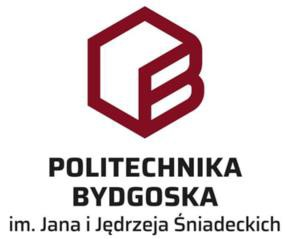 POLITECHNIKA
BYDGOSKA
im. Jana i Jędrzeja Śniadeckich